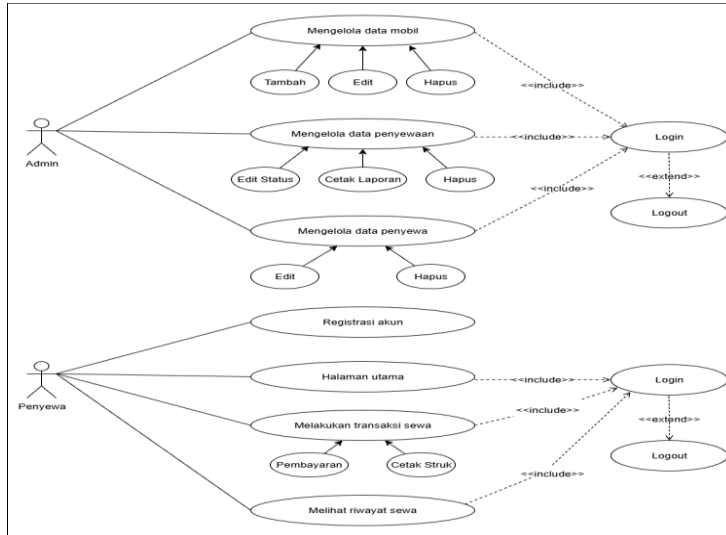 Mengelola data mobil
Tambah
Edit
Hapus
<<include>>
Admin
Mengelola data penyewaan
<<include>>
Login
Edit Status
Cetak Laporan
Hapus
<<extend>>
<<include>>
Logout
Mengelola data penyewa
Edit
Hapus
Registrasi akun
Penyewa
Halaman utama
<<include>>
Login
<<include>>
Melakukan transaksi sewa
<<extend>>
Pembayaran
Cetak Struk
Logout
<<include>>
Melihat riwayat sewa